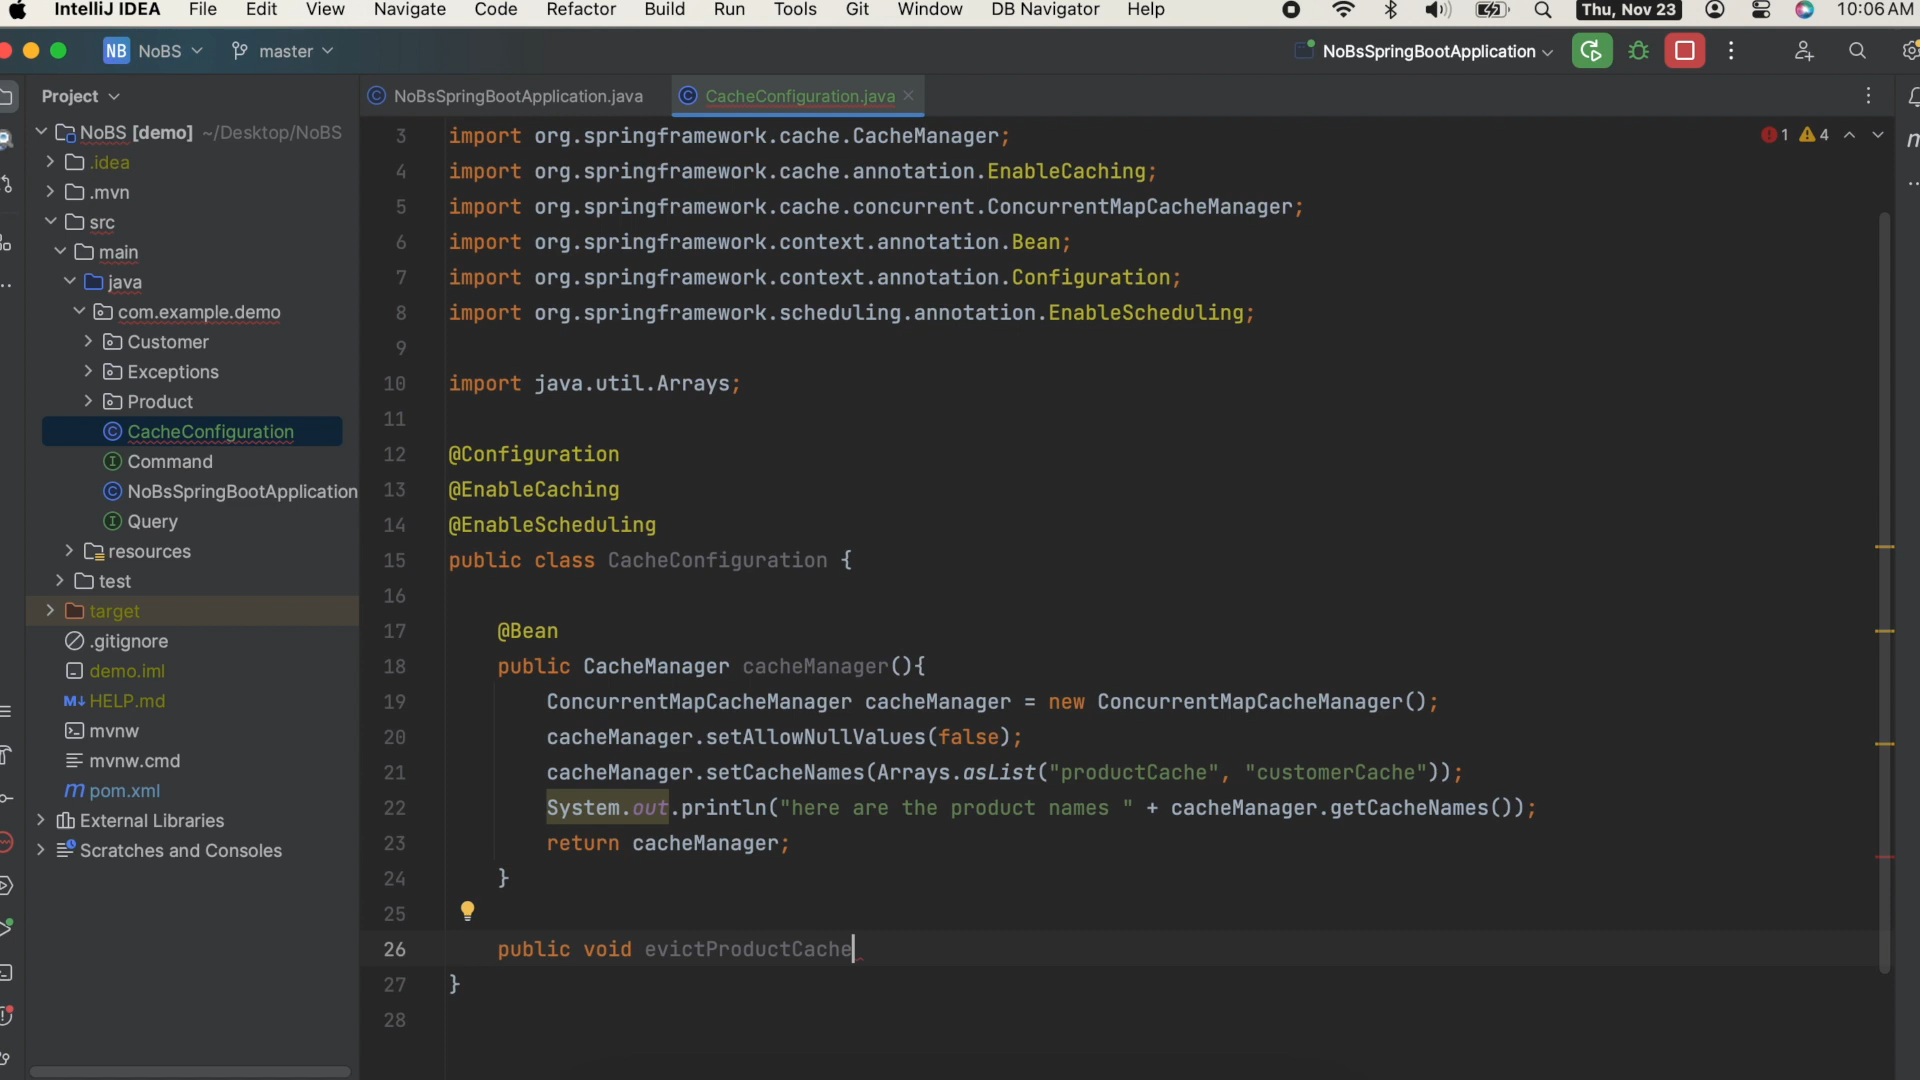 IntelliJ IDEA File Edit View Navigate Code Refactor Build Run Tools Git Window DB Navigator Help Thu, Nov 23 10:06 AM
NB NoBS master NoBsSpringBootApplication
Project
NoBsSpringBootApplication.java CacheConfiguration.java
NoBS [demo] ~/Desktop/NoBS
.idea
.mvn
src
main
java
com.example.demo
Customer
Exceptions
Product
CacheConfiguration
Command
NoBsSpringBootApplication
Query
resources
test
target
.gitignore
demo.iml
M↓ HELP.md
mvnw
mvnw.cmd
m pom.xml
External Libraries
Scratches and Consoles
1 4
3 import org.springframework.cache.CacheManager;
4 import org.springframework.cache.annotation.EnableCaching;
5 import org.springframework.cache.concurrent.ConcurrentMapCacheManager;
6 import org.springframework.context.annotation.Bean;
7 import org.springframework.context.annotation.Configuration;
8 import org.springframework.scheduling.annotation.EnableScheduling;
9
10 import java.util.Arrays;
11
12 @Configuration
13 @EnableCaching
14 @EnableScheduling
15 public class CacheConfiguration {
16
17 @Bean
18 public CacheManager cacheManager(){
19 ConcurrentMapCacheManager cacheManager = new ConcurrentMapCacheManager();
20 cacheManager.setAllowNullValues(false);
21 cacheManager.setCacheNames(Arrays.asList("productCache", "customerCache"));
22 System.out.println("here are the product names " + cacheManager.getCacheNames());
23 return cacheManager;
24 }
25
26 public void evictProductCache
27 }
28